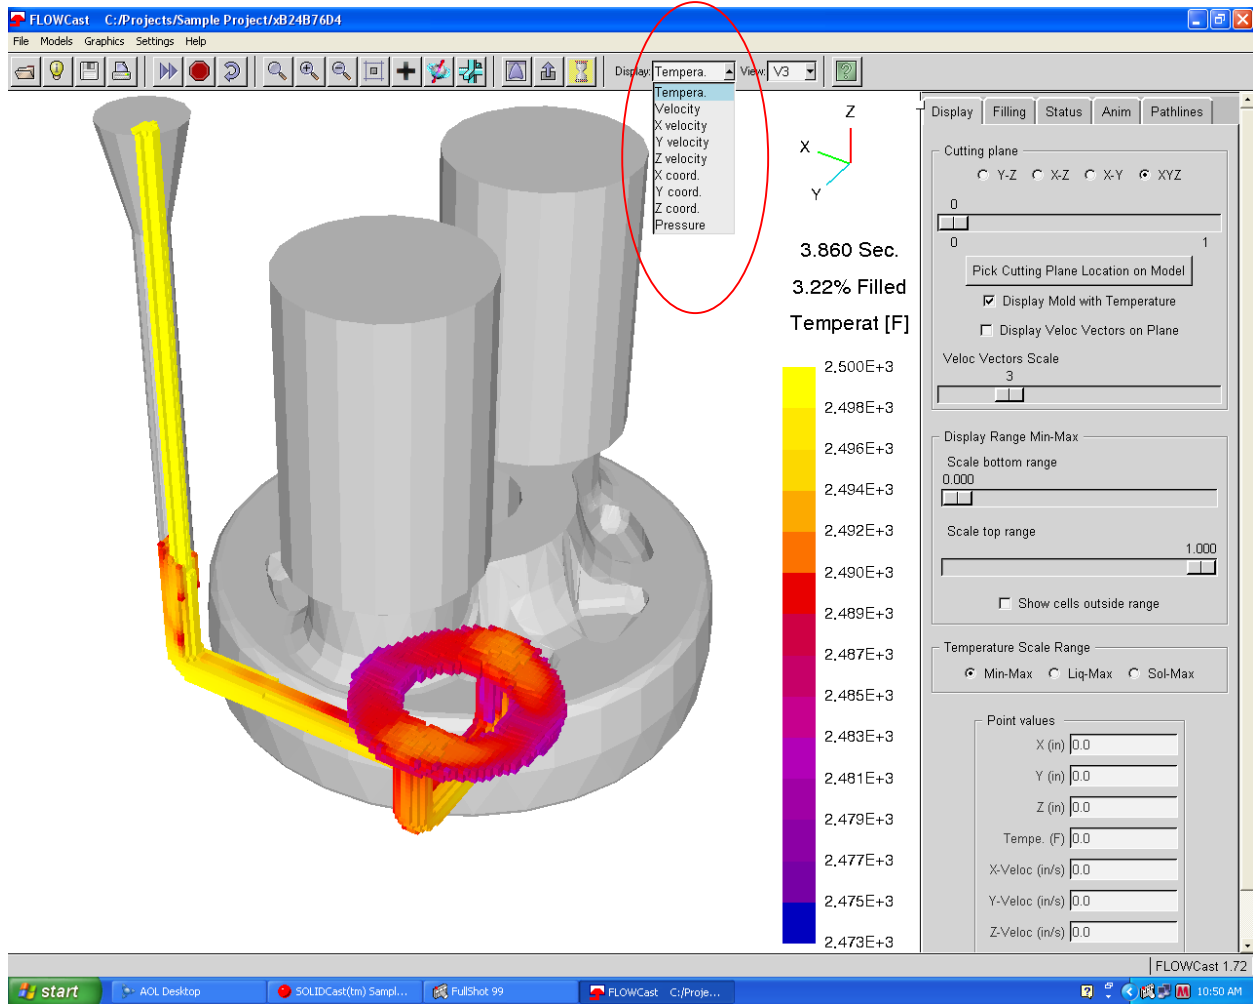 FLOWCast C:/Projects/Sample Project/xB24B76D4
File Models Graphics Settings Help
Display: Tempera. View: V3
Tempera.
Velocity
X velocity
Y velocity
Z velocity
X coord.
Y coord.
Z coord.
Pressure
Z
X
Y
3.860 Sec.
3.22% Filled
Temperat [F]
2.500E+3
2.498E+3
2.496E+3
2.494E+3
2.492E+3
2.490E+3
2.489E+3
2.487E+3
2.485E+3
2.483E+3
2.481E+3
2.479E+3
2.477E+3
2.475E+3
2.473E+3
Display Filling Status Anim Pathlines
Cutting plane
Y-Z X-Z X-Y XYZ
0
0 1
Pick Cutting Plane Location on Model
Display Mold with Temperature
Display Veloc Vectors on Plane
Veloc Vectors Scale
3
Display Range Min-Max
Scale bottom range
0.000
Scale top range
1.000
Show cells outside range
Temperature Scale Range
Min-Max Liq-Max Sol-Max
Point values
X (in) 0.0
Y (in) 0.0
Z (in) 0.0
Tempe. (F) 0.0
X-Veloc (in/s) 0.0
Y-Veloc (in/s) 0.0
Z-Veloc (in/s) 0.0
FLOWCast 1.72
start AOL Desktop SOLIDCast(tm) Sampl... FullShot 99 FLOWCast C:/Proje... 10:50 AM